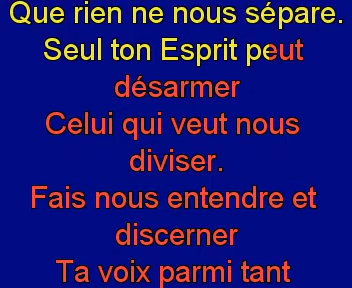 Que rien ne nous sépare.
Seul ton Esprit peut
désarmer
Celui qui veut nous
diviser.
Fais nous entendre et
discerner
Ta voix parmi tant